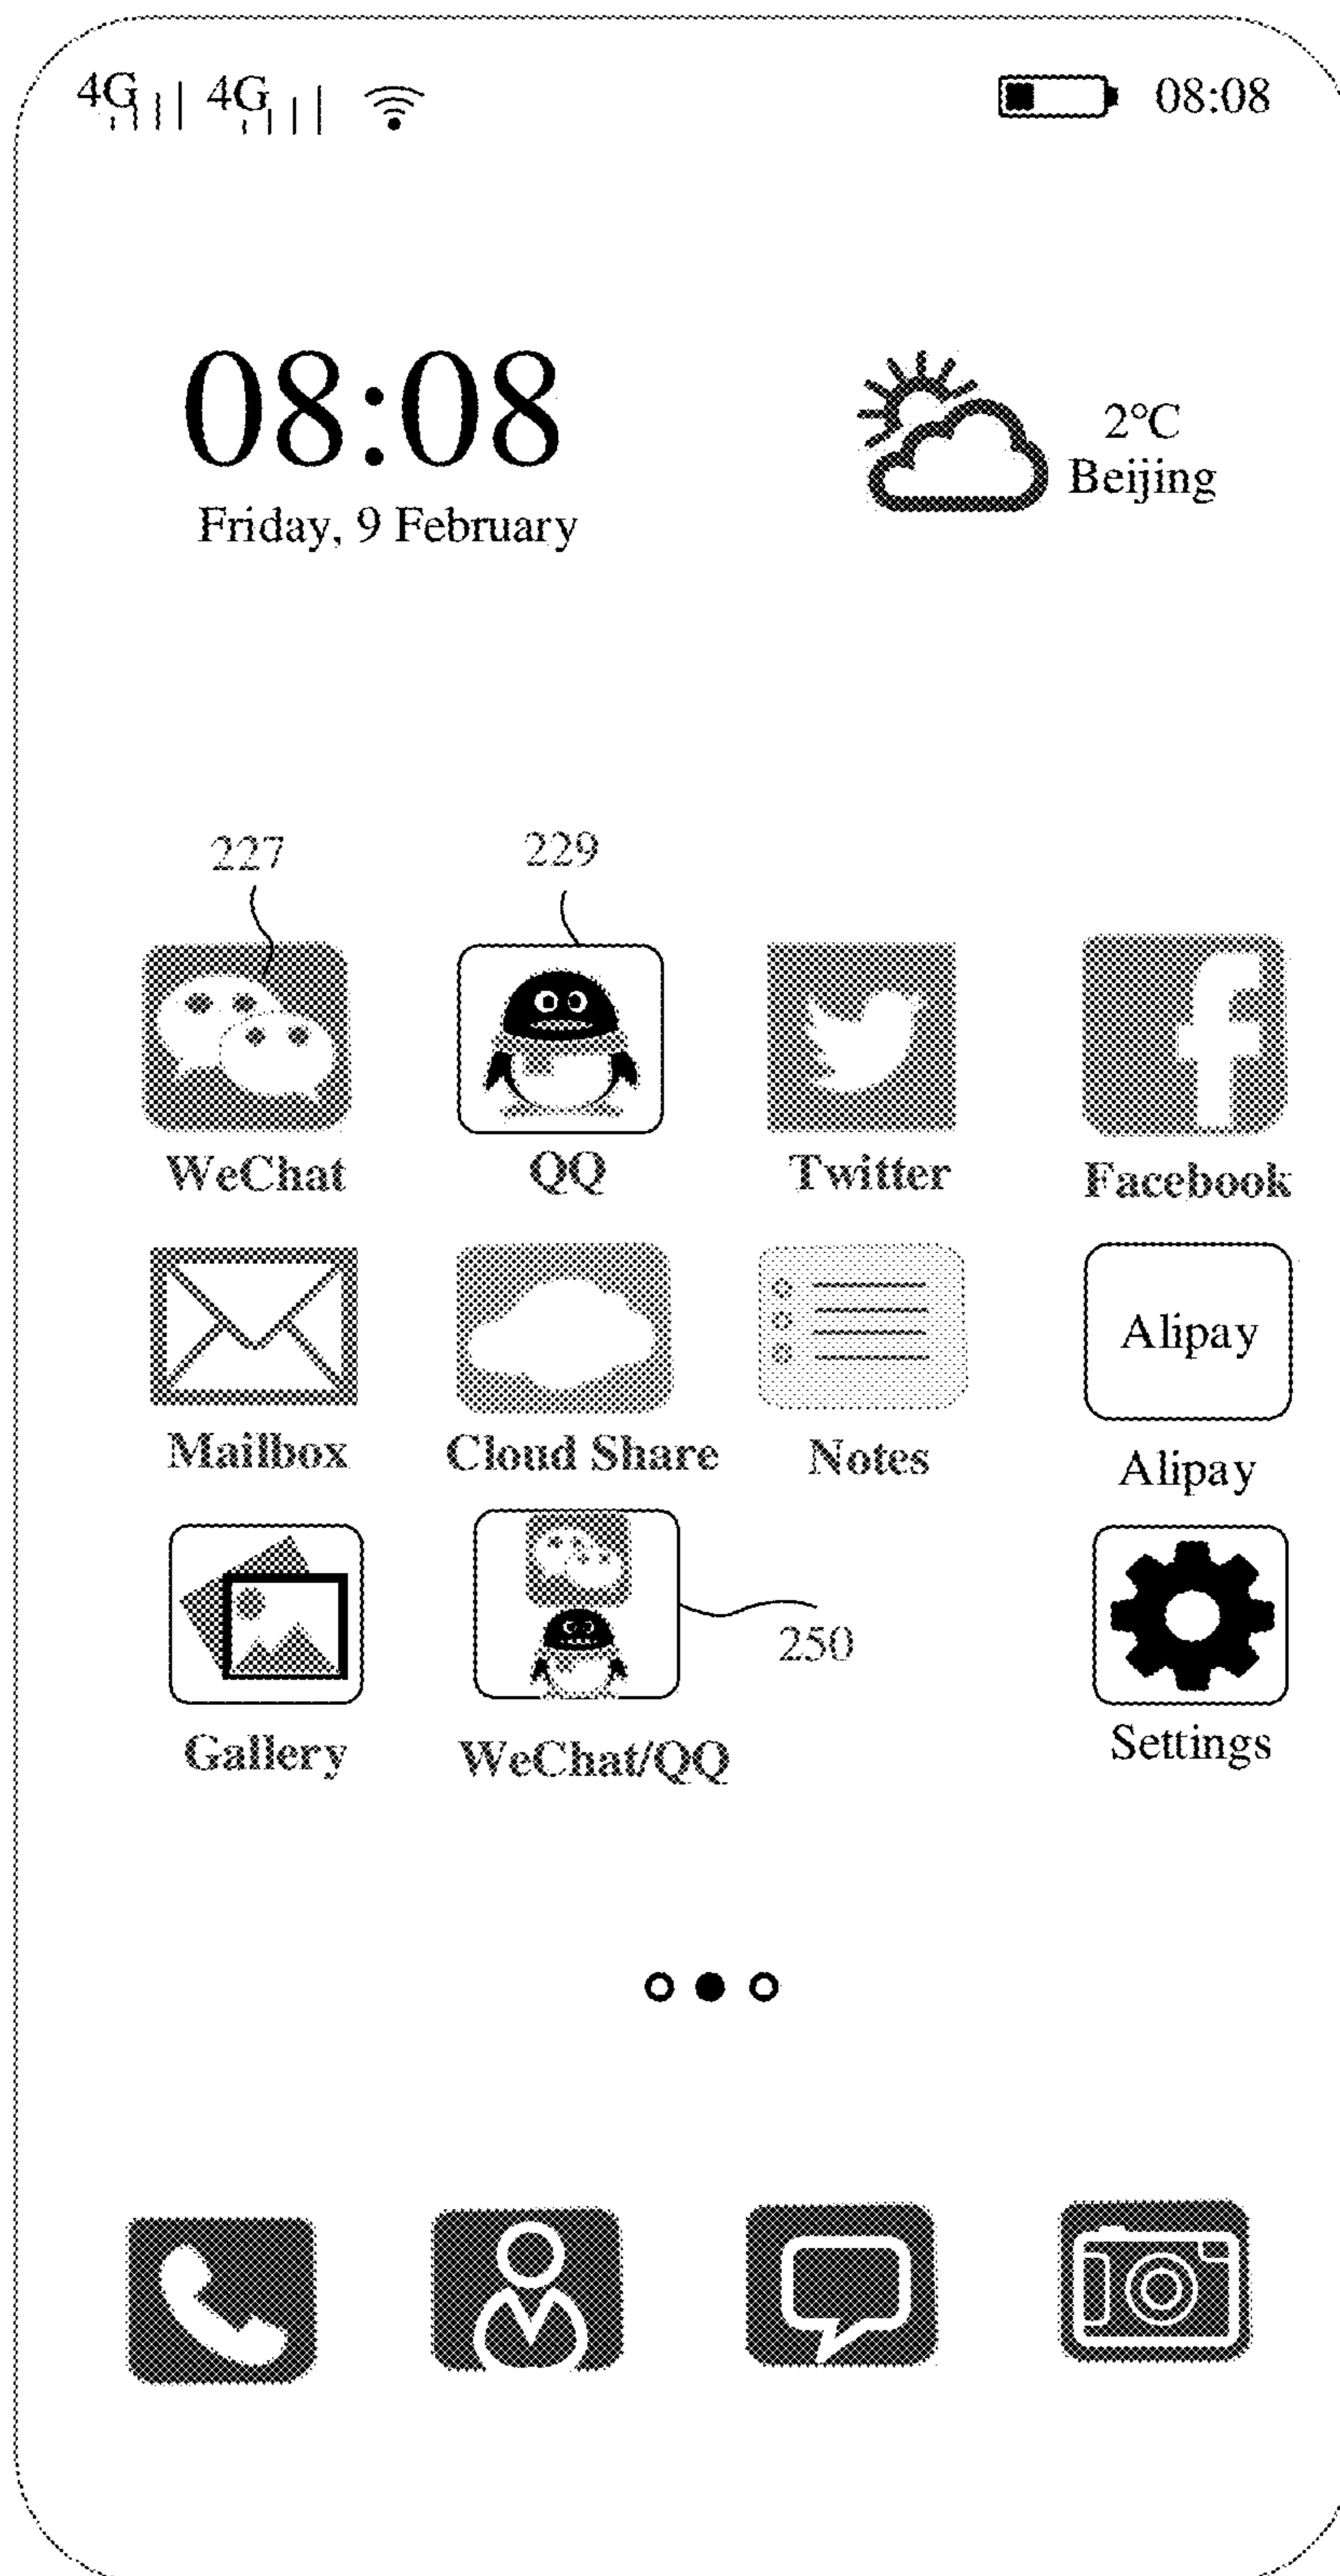 4G 4G 08:08
08:08
Friday, 9 February
2°C
Beijing
227 229
WeChat QQ Twitter Facebook
Alipay
Mailbox Cloud Share Notes Alipay
250
Gallery WeChat/QQ Settings